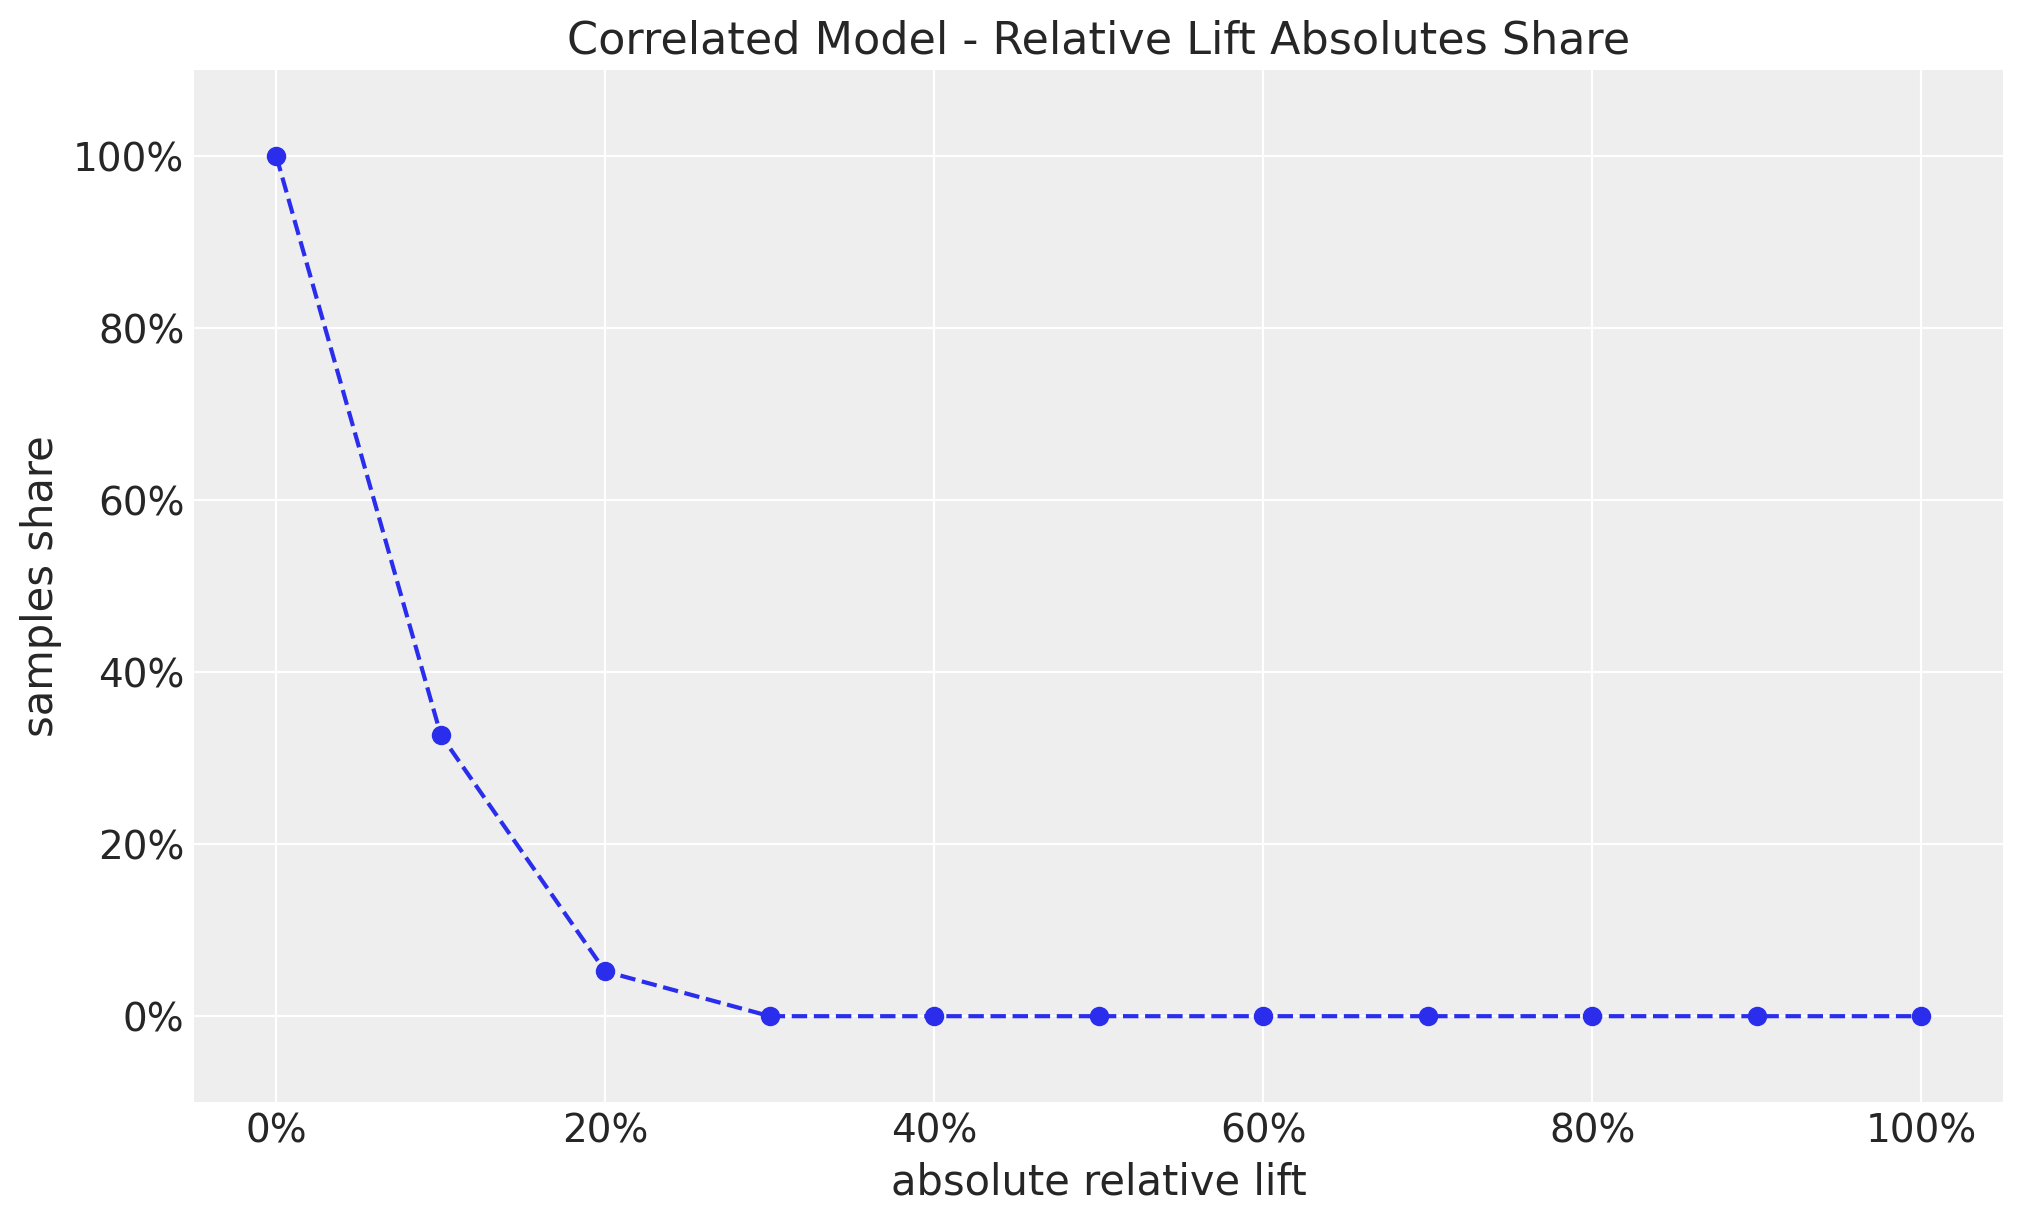 Correlated Model - Relative Lift Absolutes Share
samples share
100%
80%
60%
40%
20%
0%
0% 20% 40% 60% 80% 100%
absolute relative lift